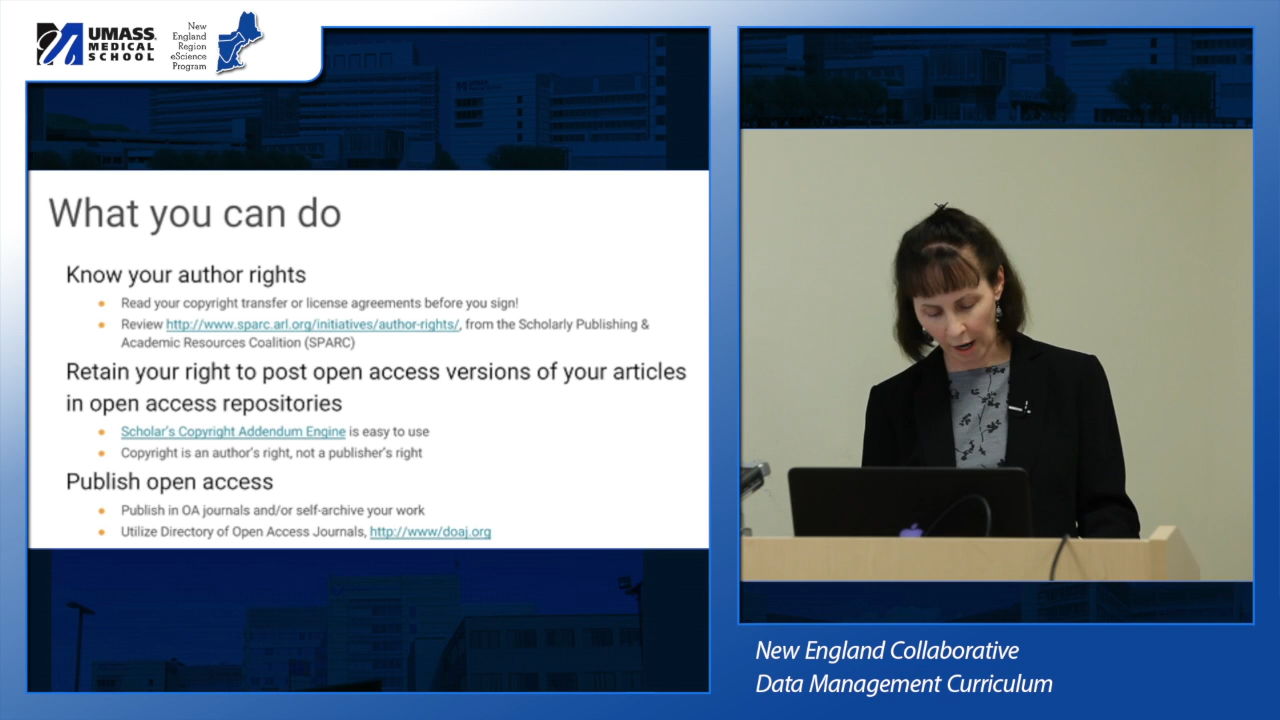 UMASS
MEDICAL
SCHOOL
New
England
Region
eScience
Program
What you can do
Know your author rights
Read your copyright transfer or license agreements before you sign!
Review http://www.sparc.arl.org/initiatives/author-rights/, from the Scholarly Publishing &
Academic Resources Coalition (SPARC)
Retain your right to post open access versions of your articles
in open access repositories
Scholar's Copyright Addendum Engine is easy to use
Copyright is an author's right, not a publisher's right
Publish open access
Publish in OA journals and/or self-archive your work
Utilize Directory of Open Access Journals, http://www/doaj.org
New England Collaborative
Data Management Curriculum